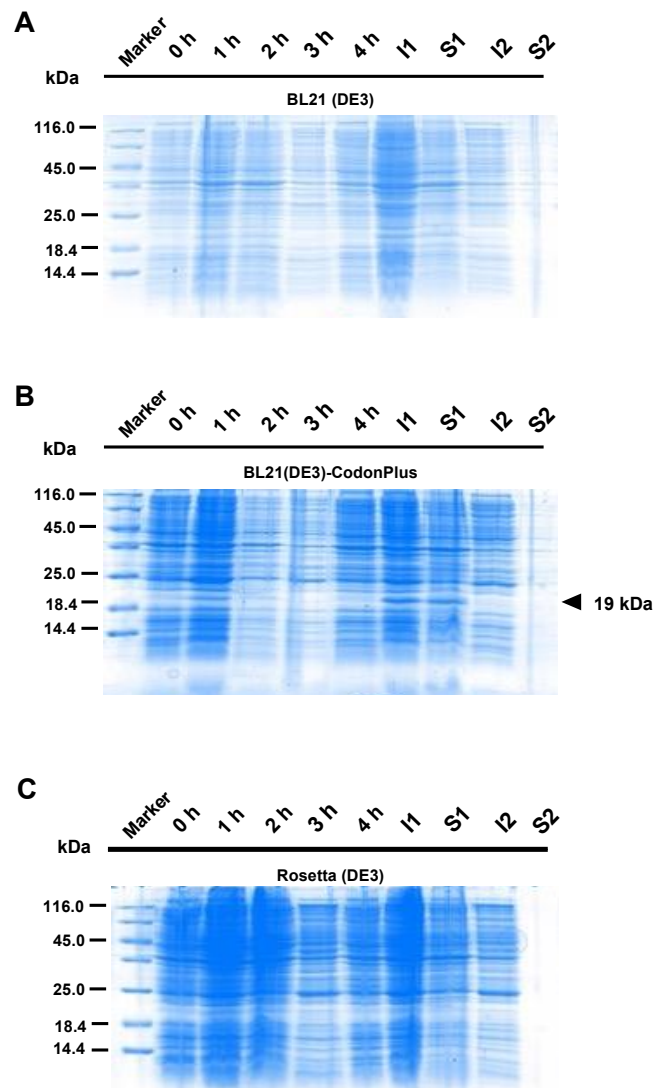 A
Marker 0 h 1 h 2 h 3 h 4 h I1 S1 I2 S2
kDa
BL21 (DE3)
116.0
45.0
25.0
18.4
14.4
B
Marker 0 h 1 h 2 h 3 h 4 h I1 S1 I2 S2
kDa
BL21(DE3)-CodonPlus
116.0
45.0
25.0
18.4 19 kDa
14.4
C
Marker 0 h 1 h 2 h 3 h 4 h I1 S1 I2 S2
kDa
Rosetta (DE3)
116.0
45.0
25.0
18.4
14.4